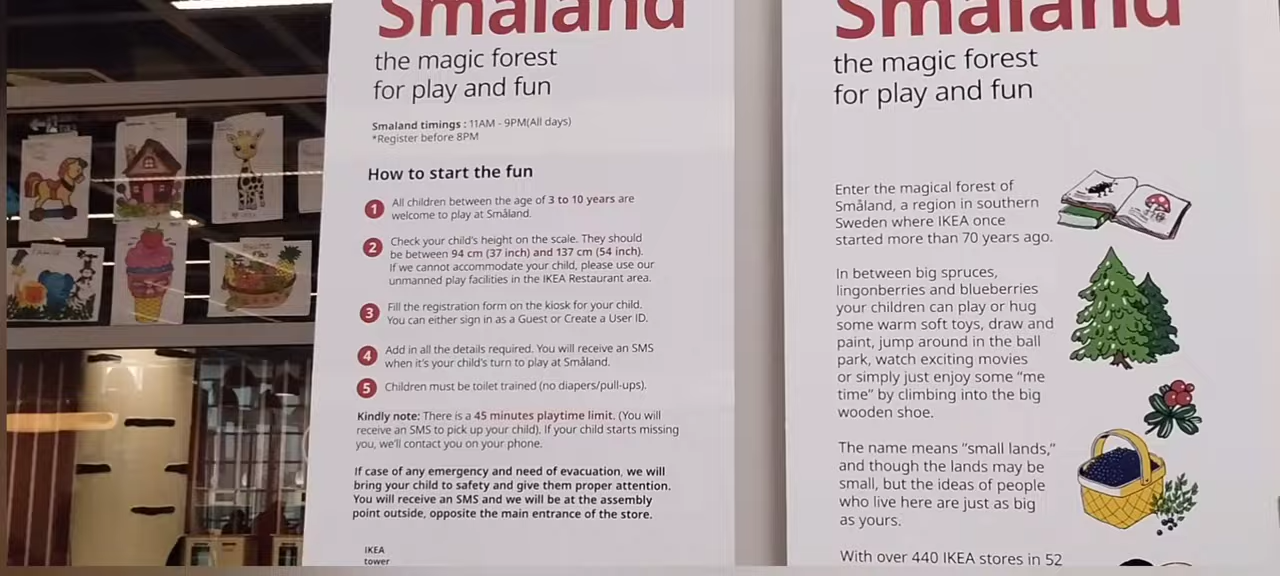 Småland
the magic forest
for play and fun
Smaland timings : 11AM - 9PM(All days)
*Register before 8PM
How to start the fun
1 All children between the age of 3 to 10 years are
welcome to play at Småland.
2 Check your child's height on the scale. They should
be between 94 cm (37 inch) and 137 cm (54 inch).
If we cannot accommodate your child, please use our
unmanned play facilities in the IKEA Restaurant area.
3 Fill the registration form on the kiosk for your child.
You can either sign in as a Guest or Create a User ID.
4 Add in all the details required. You will receive an SMS
when it's your child's turn to play at Småland.
5 Children must be toilet trained (no diapers/pull-ups).
Kindly note: There is a 45 minutes playtime limit. (You will
receive an SMS to pick up your child). If your child starts missing
you, we'll contact you on your phone.
If case of any emergency and need of evacuation, we will
bring your child to safety and give them proper attention.
You will receive an SMS and we will be at the assembly
point outside, opposite the main entrance of the store.
IKEA
tower
Småland
the magic forest
for play and fun
Enter the magical forest of
Småland, a region in southern
Sweden where IKEA once
started more than 70 years ago.
In between big spruces,
lingonberries and blueberries
your children can play or hug
some warm soft toys, draw and
paint, jump around in the ball
park, watch exciting movies
or simply just enjoy some "me
time" by climbing into the big
wooden shoe.
The name means "small lands,"
and though the lands may be
small, but the ideas of people
who live here are just as big
as yours.
With over 440 IKEA stores in 52